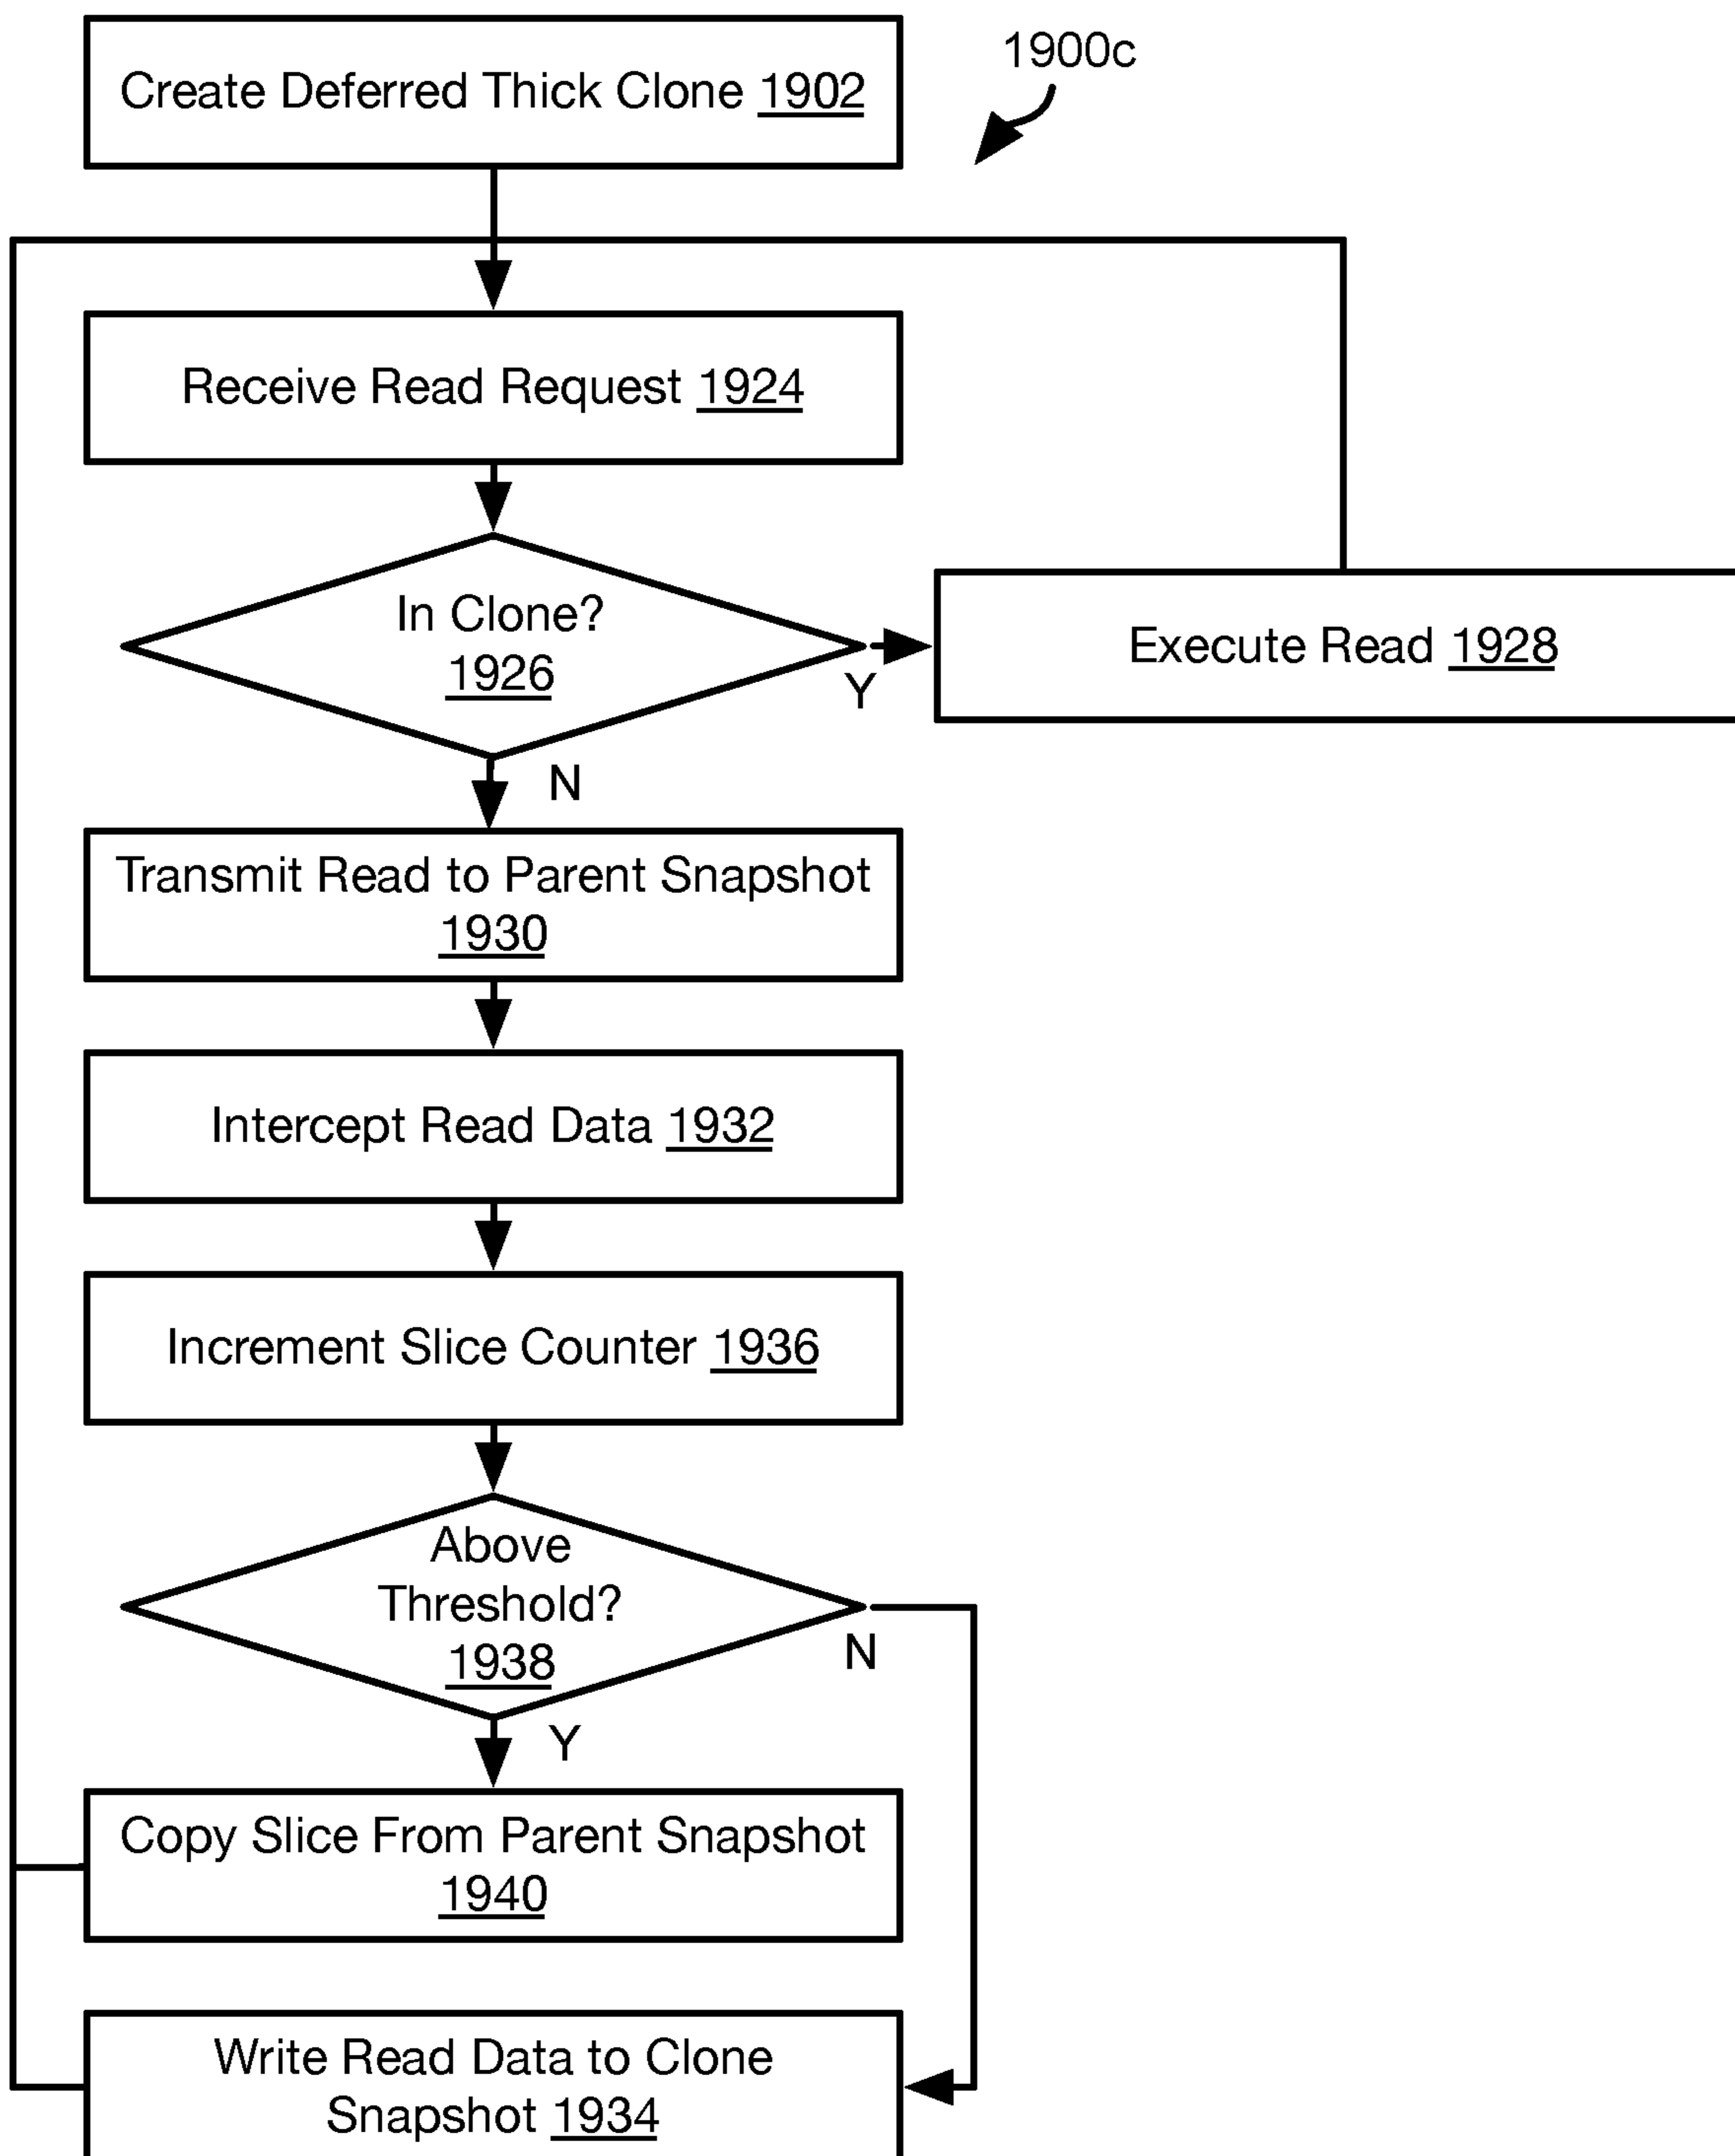 1900c
Create Deferred Thick Clone 1902
Receive Read Request 1924
In Clone?
1926
Y
Execute Read 1928
N
Transmit Read to Parent Snapshot
1930
Intercept Read Data 1932
Increment Slice Counter 1936
Above
Threshold?
1938
N
Y
Copy Slice From Parent Snapshot
1940
Write Read Data to Clone
Snapshot 1934